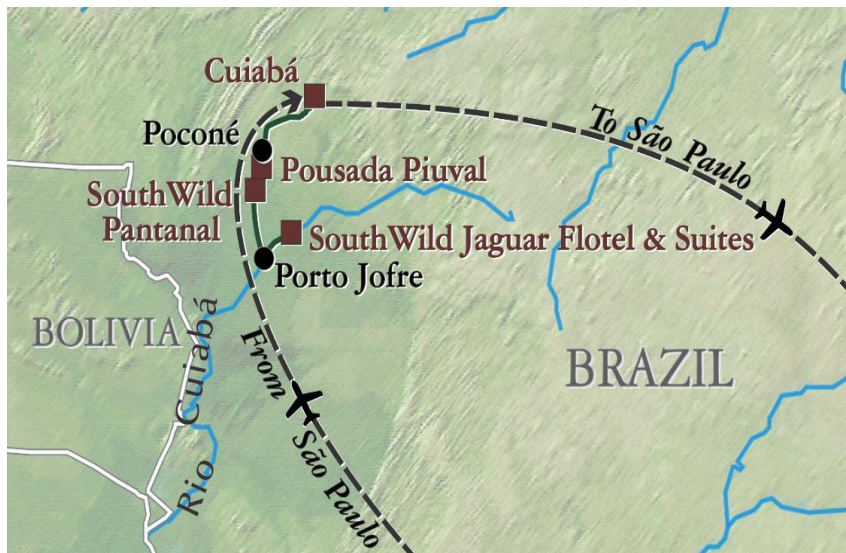 Cuiabá
To São Paulo
Poconé
Pousada Piuval
SouthWild
Pantanal
SouthWild Jaguar Flotel & Suites
Porto Jofre
BOLIVIA
Rio Cuiabá
BRAZIL
From São Paulo